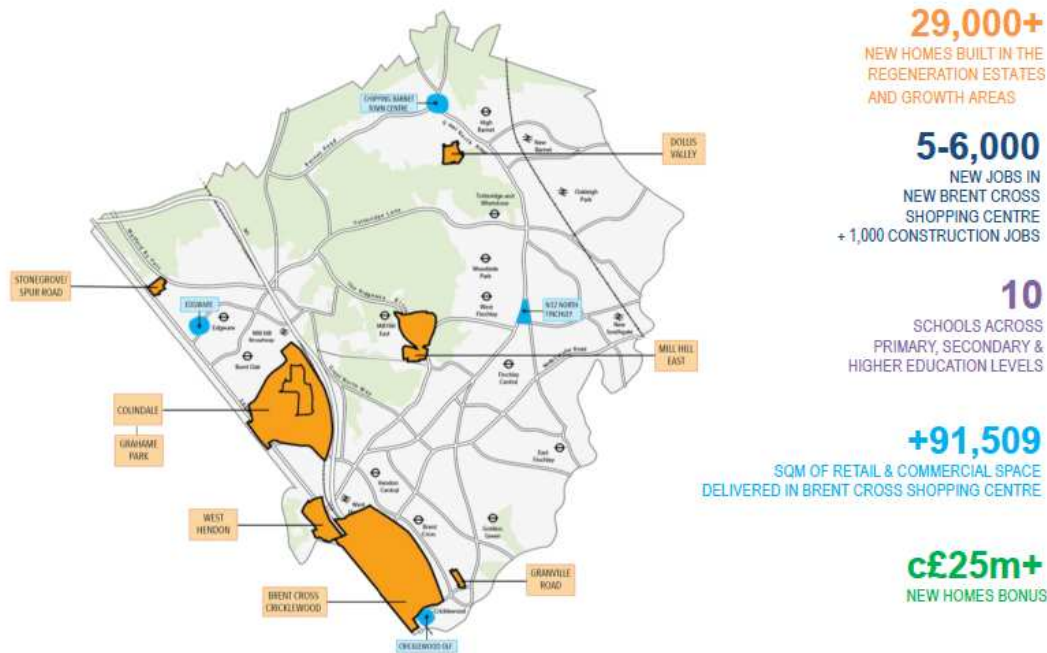 29,000+
NEW HOMES BUILT IN THE
REGENERATION ESTATES
AND GROWTH AREAS
5-6,000
NEW JOBS IN
NEW BRENT CROSS
SHOPPING CENTRE
+ 1,000 CONSTRUCTION JOBS
10
SCHOOLS ACROSS
PRIMARY, SECONDARY &
HIGHER EDUCATION LEVELS
+91,509
SQM OF RETAIL & COMMERCIAL SPACE
DELIVERED IN BRENT CROSS SHOPPING CENTRE
c£25m+
NEW HOMES BONUS
CHIPPING BARNET
TOWN CENTRE
High
Barnet
New
Barnet
Barnet Road
DOLLIS
VALLEY
Oakleigh
Park
Totteridge and
Whetstone
Totteridge Lane
Woodside
Park
STONEGROVE/
SPUR ROAD
EDGWARE
Edgware
The Ridgeway
West
Finchley
N12 NORTH
FINCHLEY
New
Southgate
Mill Hill
Broadway
Mill Hill
East
Burnt Oak
MILL HILL
EAST
Finchley
Central
COLINDALE
GRAHAME
PARK
East
Finchley
Hendon
Central
WEST
HENDON
Brent
Cross
Golders
Green
GRANVILLE
ROAD
BRENT CROSS
CRICKLEWOOD
Cricklewood